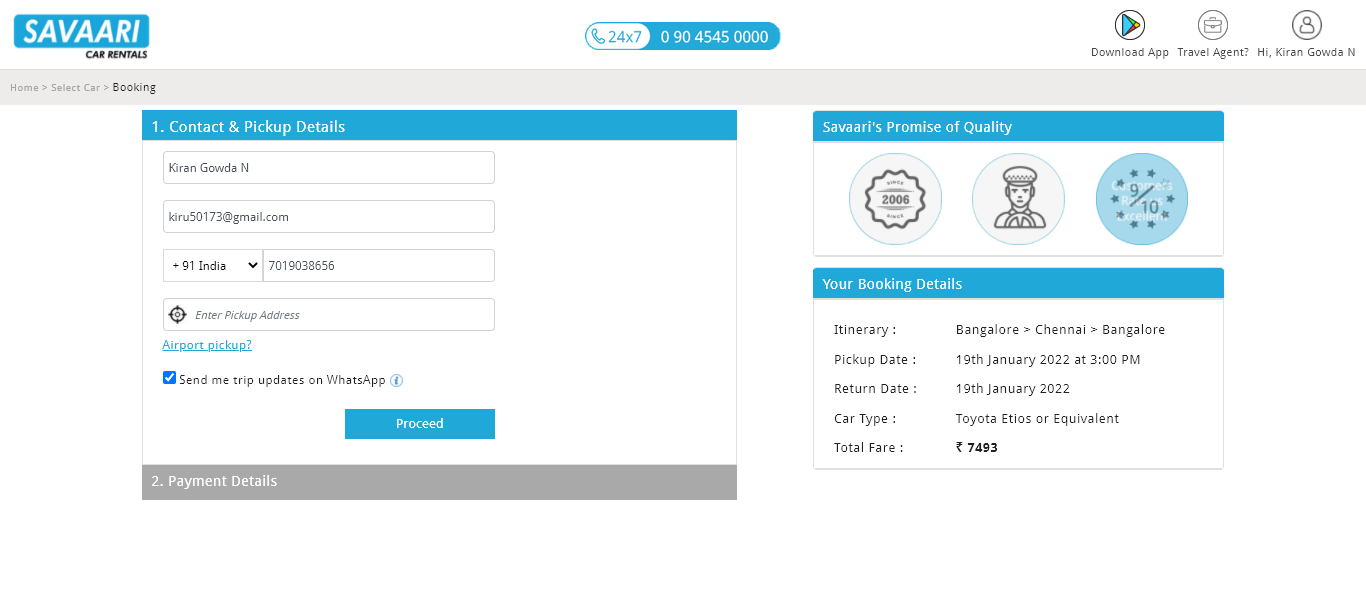 SAVAARI
CAR RENTALS
24x7 0 90 4545 0000
Download App
Travel Agent?
Hi, Kiran Gowda N
Home > Select Car > Booking
1. Contact & Pickup Details
Kiran Gowda N
kiru50173@gmail.com
+ 91 India 7019038656
Enter Pickup Address
Airport pickup?
Send me trip updates on WhatsApp
Proceed
2. Payment Details
Savaari's Promise of Quality
SINCE
2006
SINCE
9/10
Your Booking Details
Itinerary : Bangalore > Chennai > Bangalore
Pickup Date : 19th January 2022 at 3:00 PM
Return Date : 19th January 2022
Car Type : Toyota Etios or Equivalent
Total Fare : ₹ 7493